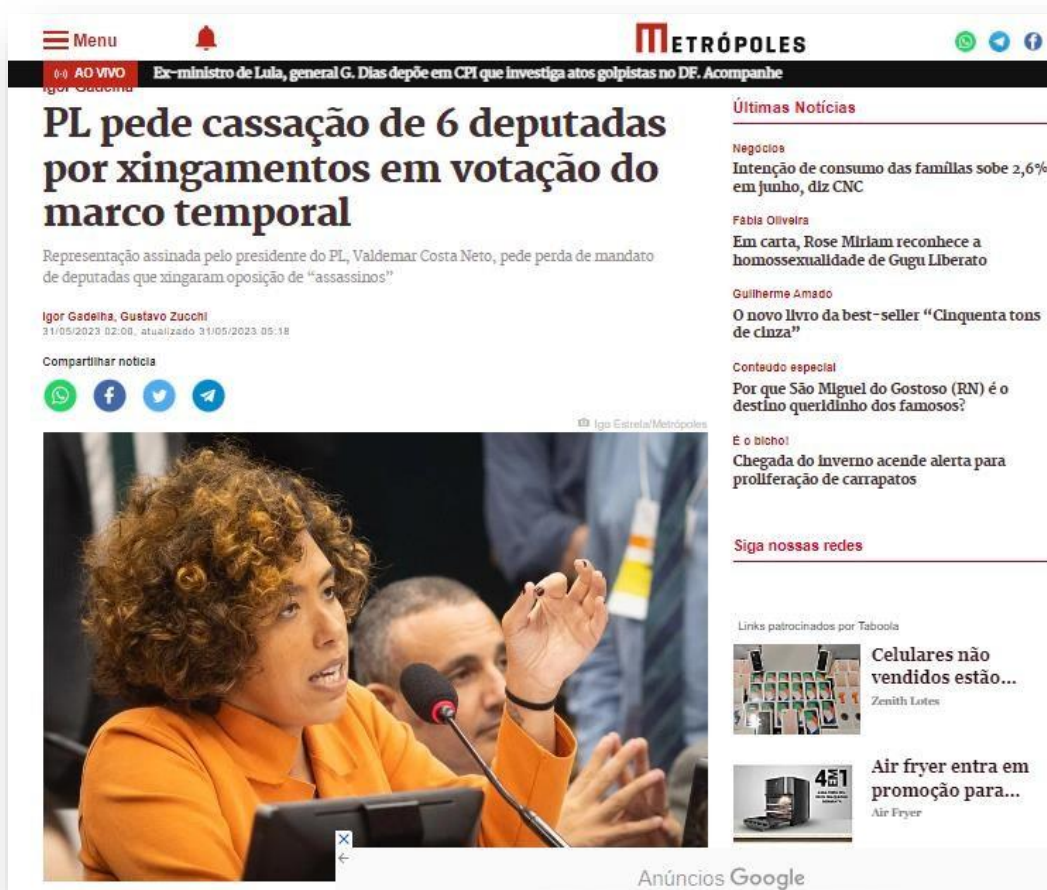 Menu
METRÓPOLES
AO VIVO Ex-ministro de Lula, general G. Dias depõe em CPI que investiga atos golpistas no DF. Acompanhe
Igor Gadelha
PL pede cassação de 6 deputadas
por xingamentos em votação do
marco temporal
Representação assinada pelo presidente do PL, Valdemar Costa Neto, pede perda de mandato
de deputadas que xingaram oposição de “assassinos”
Igor Gadelha, Gustavo Zucchi
31/05/2023 02:00, atualizado 31/05/2023 05:18
Compartilhar notícia
Igo Estrela/Metrópoles
Últimas Notícias
Negócios
Intenção de consumo das famílias sobe 2,6%
em junho, diz CNC
Fábia Oliveira
Em carta, Rose Miriam reconhece a
homossexualidade de Gugu Liberato
Guilherme Amado
O novo livro da best-seller “Cinquenta tons
de cinza”
Conteúdo especial
Por que São Miguel do Gostoso (RN) é o
destino queridinho dos famosos?
É o bicho!
Chegada do inverno acende alerta para
proliferação de carrapatos
Siga nossas redes
Links patrocinados por Taboola
Celulares não
vendidos estão...
Zenith Lotes
4 EM 1
Air fryer entra em
promoção para...
Air Fryer
Anúncios Google